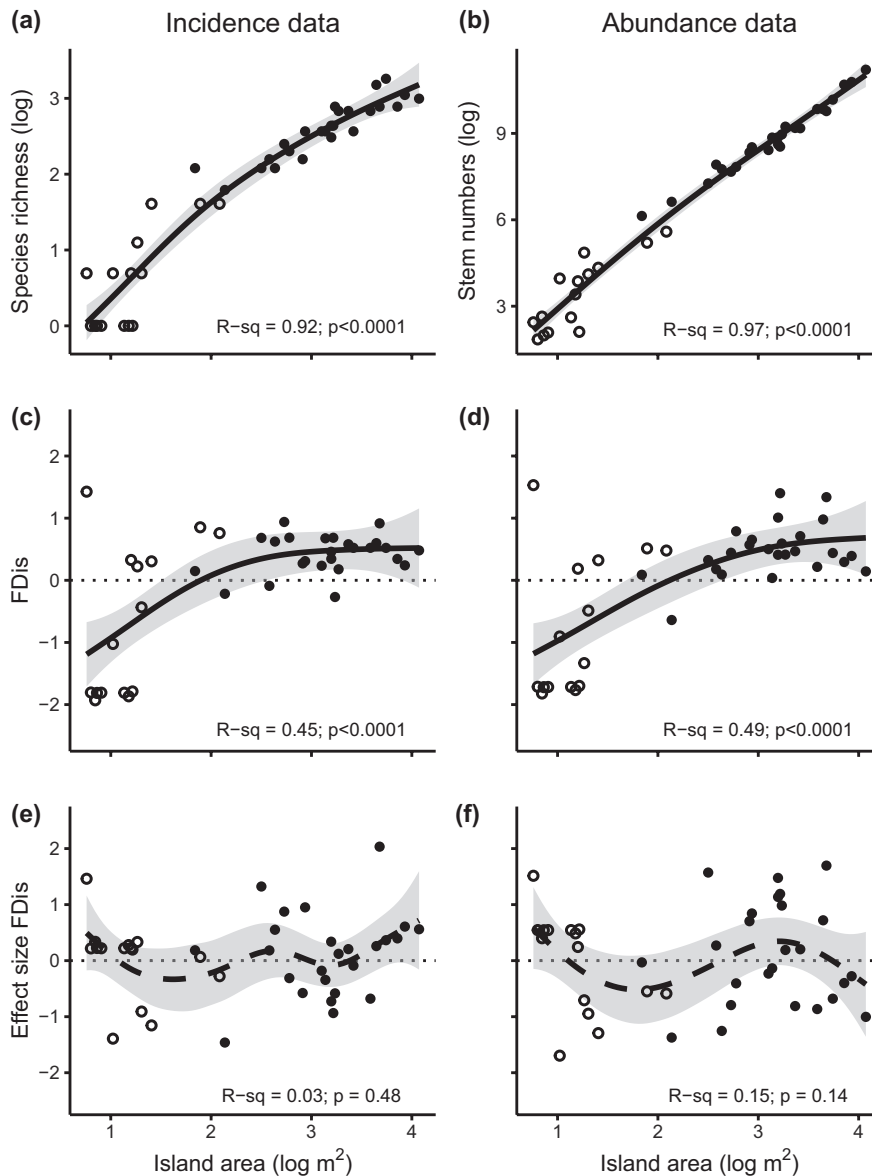 (a) Incidence data (b) Abundance data
Species richness (log)
3
2
1
0
R−sq = 0.92; p<0.0001
Stem numbers (log)
9
6
3
R−sq = 0.97; p<0.0001
(c)
FDis
2
1
0
−1
−2
R−sq = 0.45; p<0.0001
(d)
R−sq = 0.49; p<0.0001
(e)
Effect size FDis
2
1
0
−1
−2
R−sq = 0.03; p = 0.48
1 2 3 4
Island area (log m²)
(f)
R−sq = 0.15; p = 0.14
1 2 3 4
Island area (log m²)